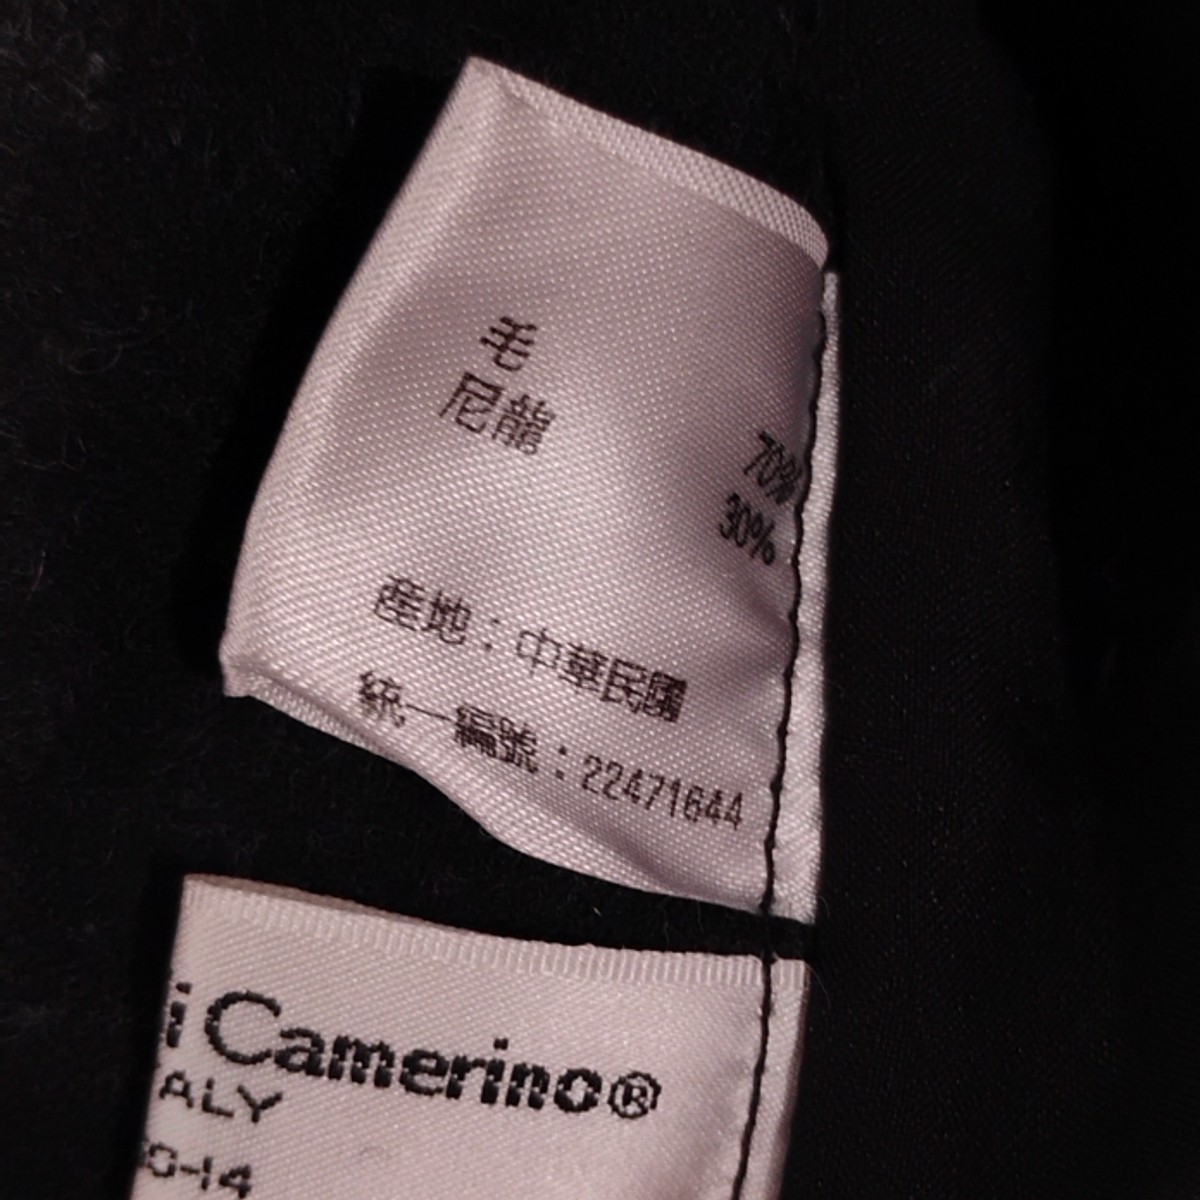 毛 70%
尼龍 30%
產地：中華民國
統一編號：22471644
i Camerino®
ALY
0-14